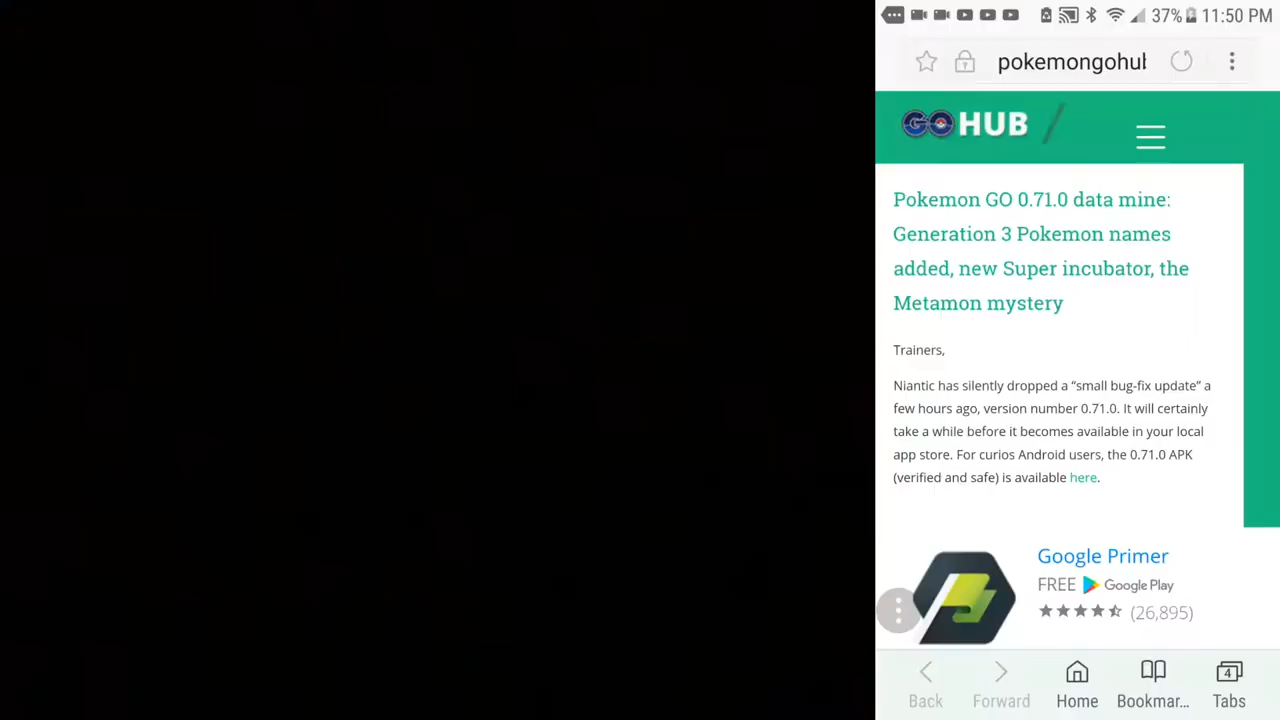 37% 11:50 PM
pokemongohul
GO HUB
Pokemon GO 0.71.0 data mine:
Generation 3 Pokemon names
added, new Super incubator, the
Metamon mystery
Trainers,
Niantic has silently dropped a “small bug-fix update” a
few hours ago, version number 0.71.0. It will certainly
take a while before it becomes available in your local
app store. For curios Android users, the 0.71.0 APK
(verified and safe) is available here.
Google Primer
FREE Google Play
(26,895)
4
Back Forward Home Bookmar... Tabs